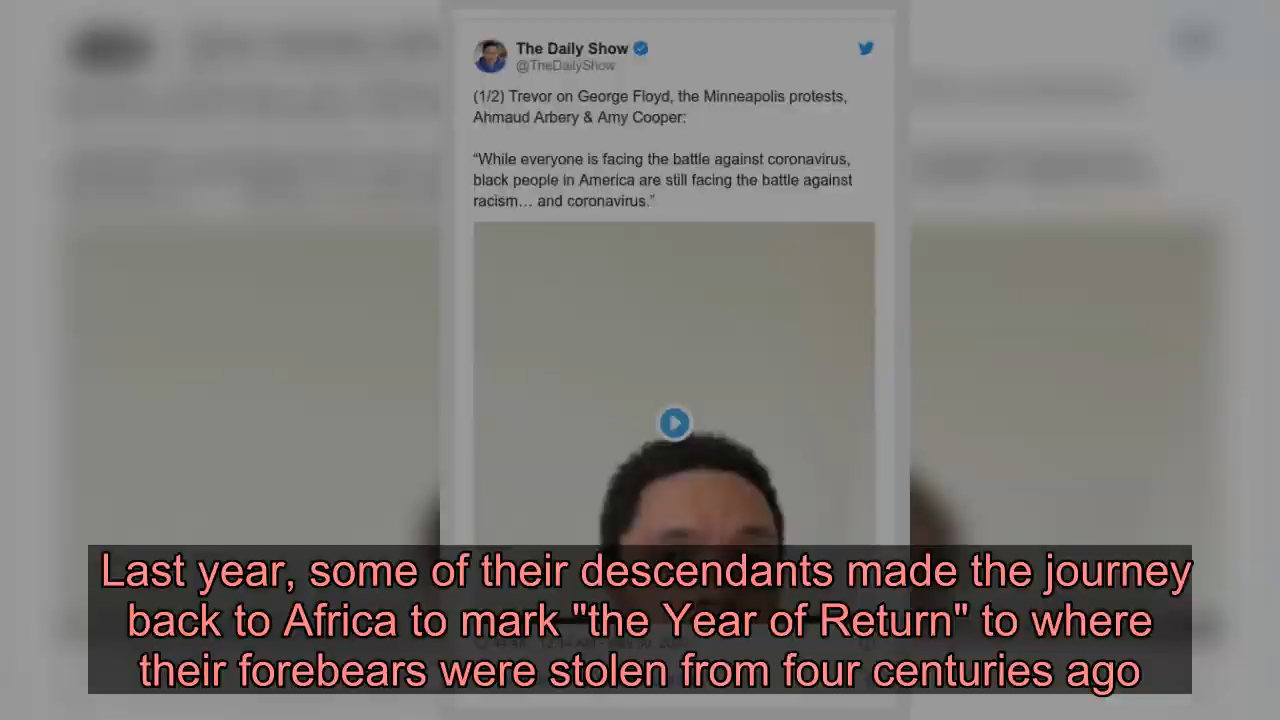 The Daily Show
@TheDailyShow
(1/2) Trevor on George Floyd, the Minneapolis protests,
Ahmaud Arbery & Amy Cooper:
“While everyone is facing the battle against coronavirus,
black people in America are still facing the battle against
racism… and coronavirus.”
Last year, some of their descendants made the journey
back to Africa to mark "the Year of Return" to where
their forebears were stolen from four centuries ago